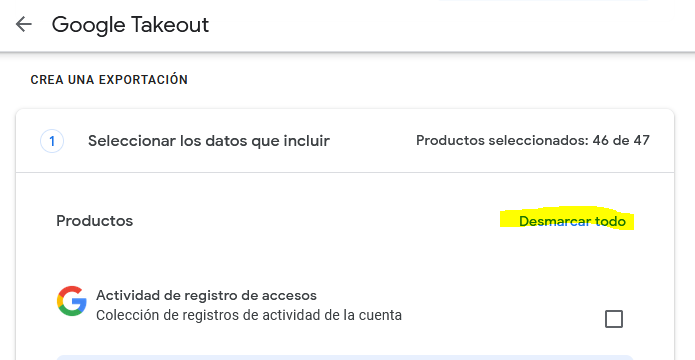 Google Takeout
CREA UNA EXPORTACIÓN
1 Seleccionar los datos que incluir Productos seleccionados: 46 de 47
Productos Desmarcar todo
Actividad de registro de accesos
Colección de registros de actividad de la cuenta